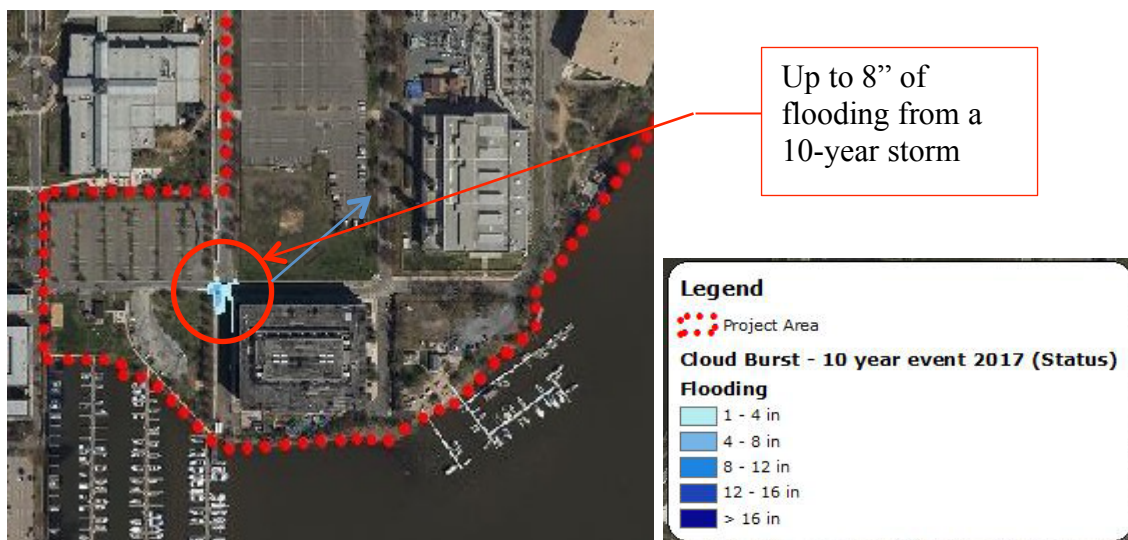 Up to 8” of
flooding from a
10-year storm
Legend
Project Area
Cloud Burst - 10 year event 2017 (Status)
Flooding
1 - 4 in
4 - 8 in
8 - 12 in
12 - 16 in
> 16 in